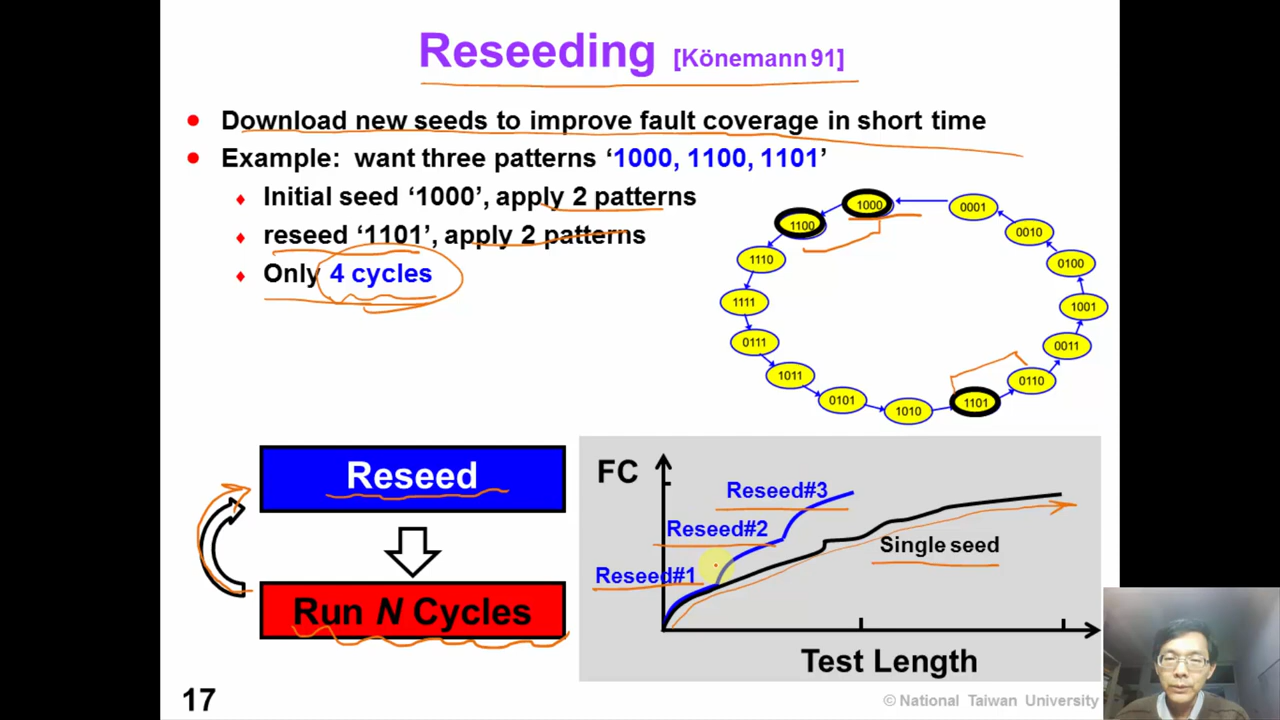 Reseeding [Könemann 91]
• Download new seeds to improve fault coverage in short time
• Example: want three patterns ‘1000, 1100, 1101’
♦ Initial seed ‘1000’, apply 2 patterns
♦ reseed ‘1101’, apply 2 patterns
♦ Only 4 cycles
1000
0001
1100
0010
1110
0100
1111
1001
0111
0011
1011
0110
0101
1010
1101
Reseed
Run N Cycles
FC
Reseed#3
Reseed#2
Single seed
Reseed#1
Test Length
17
© National Taiwan University